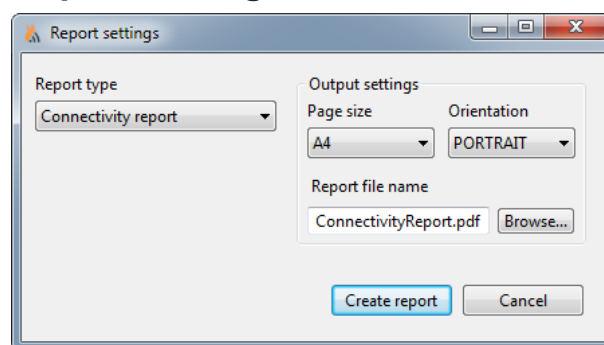 Report settings
Report type
Connectivity report
Output settings
Page size
Orientation
A4
PORTRAIT
Report file name
ConnectivityReport.pdf
Browse...
Create report
Cancel